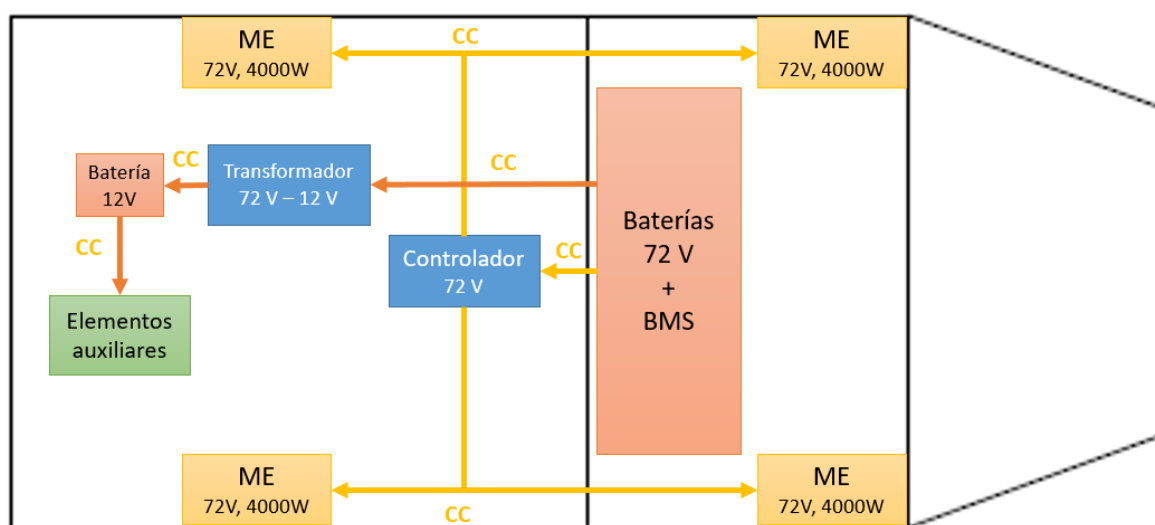 ME
72V, 4000W
CC
ME
72V, 4000W
Batería
12V
CC
Transformador
72 V – 12 V
CC
CC
Controlador
72 V
CC
Baterías
72 V
+
BMS
Elementos
auxiliares
ME
72V, 4000W
CC
ME
72V, 4000W